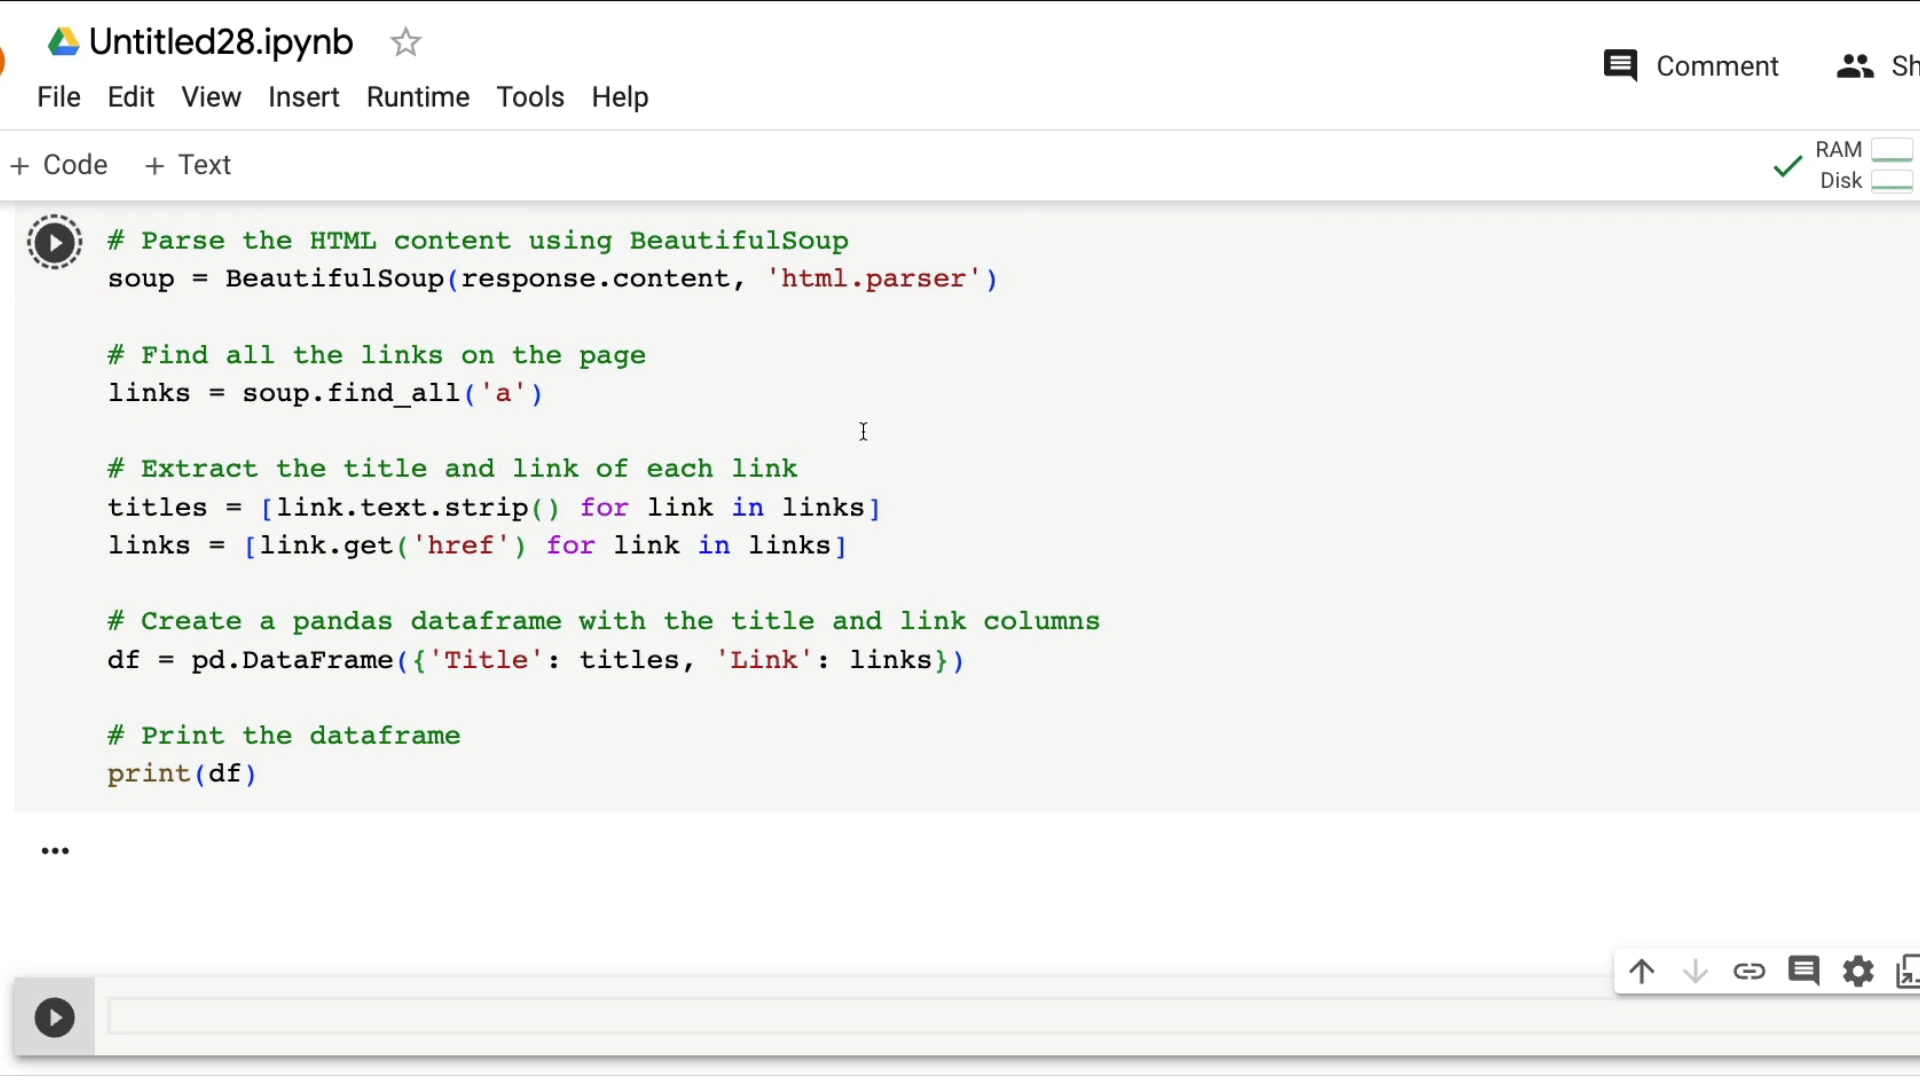 Untitled28.ipynb
Comment
Sh
File Edit View Insert Runtime Tools Help
+ Code + Text
RAM
Disk
# Parse the HTML content using BeautifulSoup
soup = BeautifulSoup(response.content, 'html.parser')
# Find all the links on the page
links = soup.find_all('a')
# Extract the title and link of each link
titles = [link.text.strip() for link in links]
links = [link.get('href') for link in links]
# Create a pandas dataframe with the title and link columns
df = pd.DataFrame({'Title': titles, 'Link': links})
# Print the dataframe
print(df)